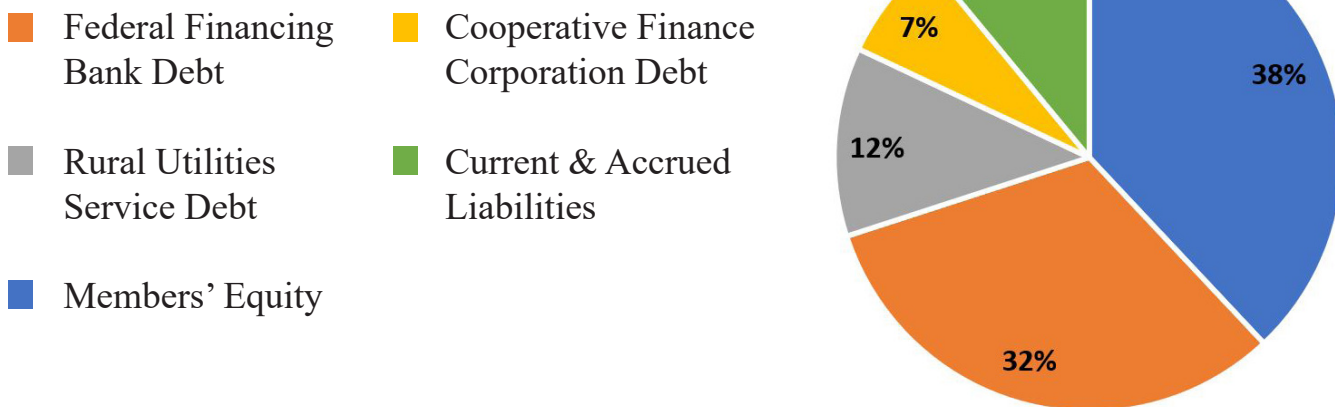 Federal Financing
Bank Debt
Cooperative Finance
Corporation Debt
Rural Utilities
Service Debt
Current & Accrued
Liabilities
Members’ Equity
7%
38%
12%
32%